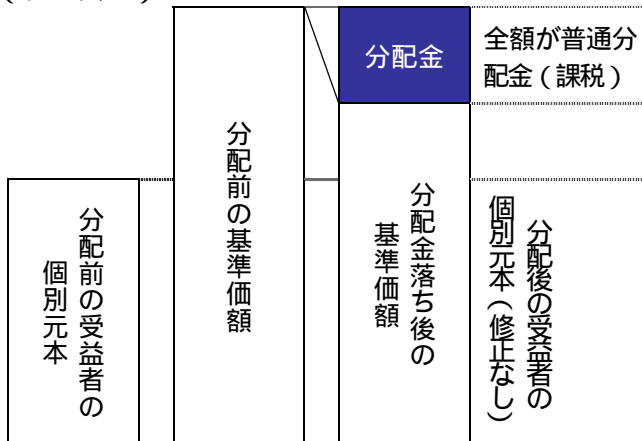 分配金
全額が普通分
配金(課税)
分配前の受益者の
個別元本
分配前の基準価額
分配金落ち後の
基準価額
分配後の受益者の
個別元本(修正なし)